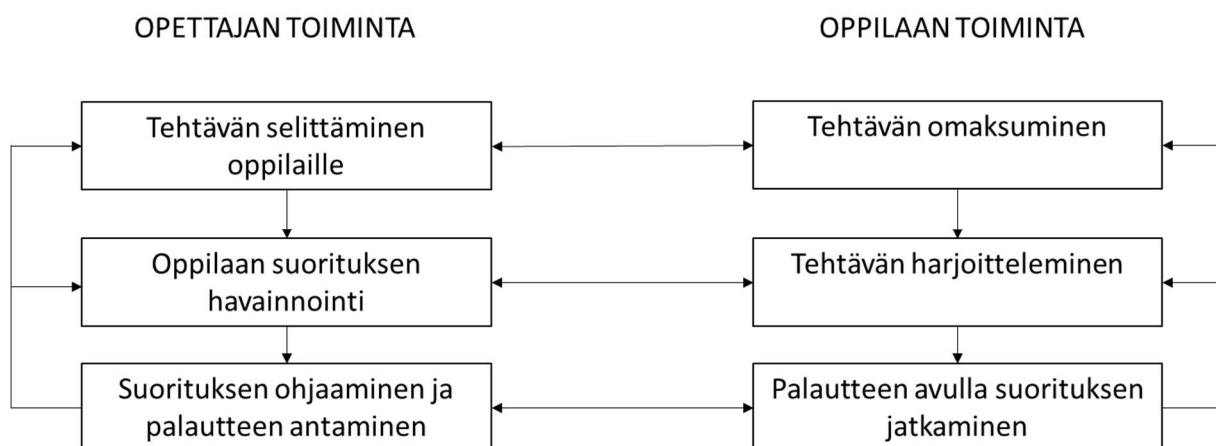 OPETTAJAN TOIMINTA
OPPILAAN TOIMINTA
Tehtävän selittäminen
oppilaille
Tehtävän omaksuminen
Oppilaan suorituksen
havainnointi
Tehtävän harjoitteleminen
Suorituksen ohjaaminen ja
palautteen antaminen
Palautteen avulla suorituksen
jatkaminen